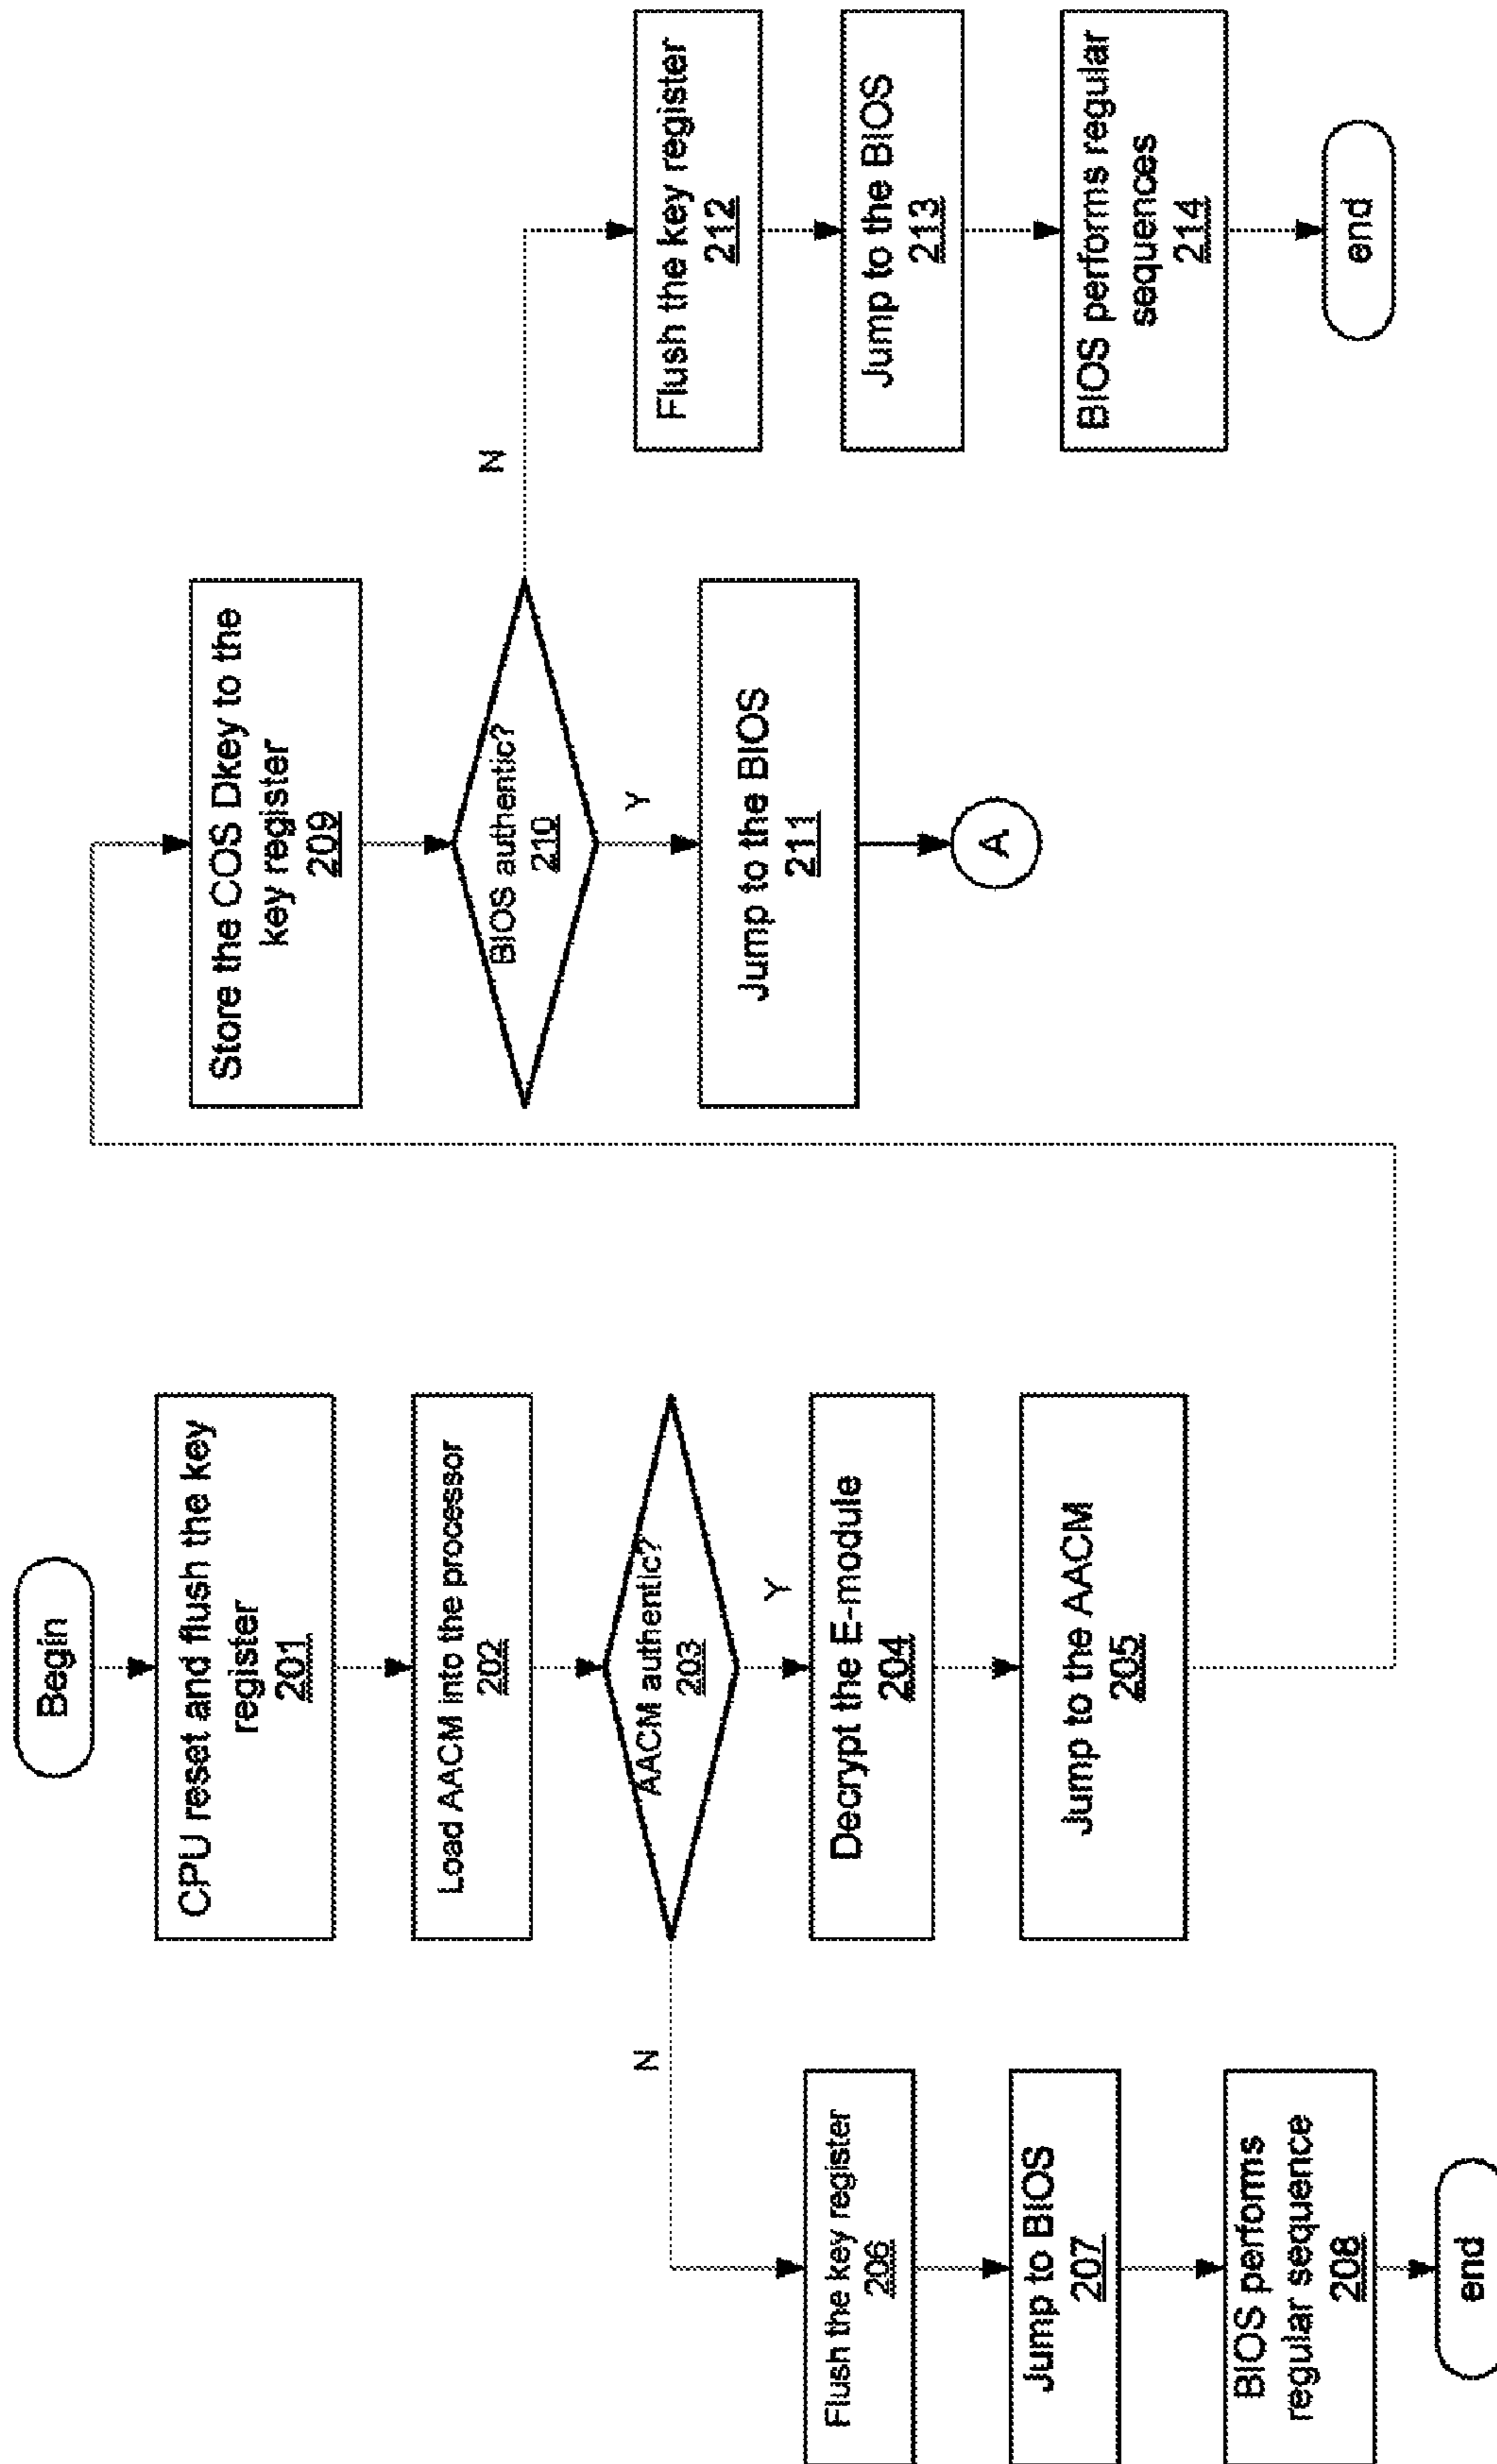 Begin
CPU reset and flush the key
register
201
Load AACM into the processor
202
AACM authentic?
203
N
Y
Decrypt the E-module
204
Jump to the AACM
205
Flush the key register
206
Jump to BIOS
207
BIOS perfoms
regular sequence
208
end
Store the COS Dkey to the
key register
209
BIOS authentic?
210
N
Y
Jump to the BIOS
211
A
Flush the key register
212
Jump to the BIOS
213
BIOS performs regular
sequences
214
end